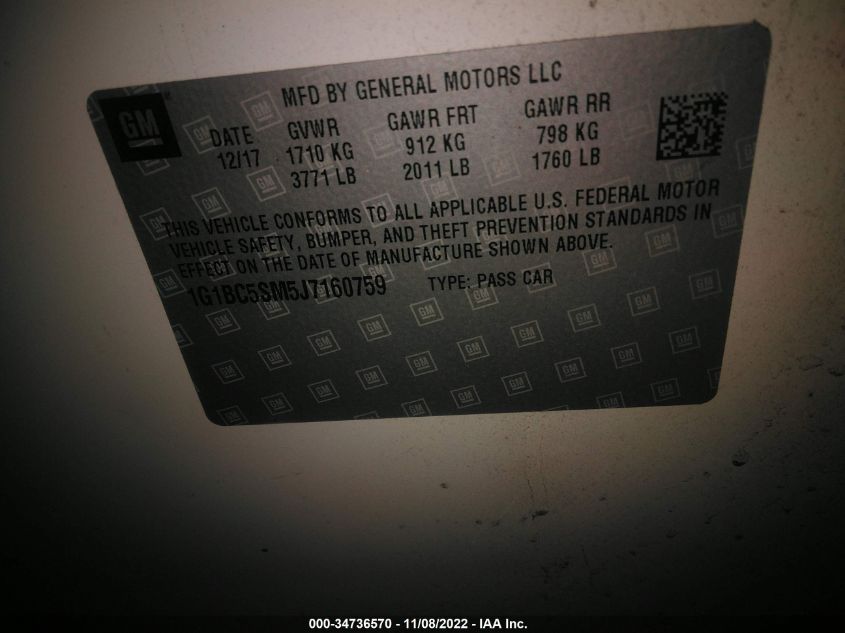 MFD BY GENERAL MOTORS LLC
GM
DATE GVWR GAWR FRT GAWR RR
12/17 1710 KG 912 KG 798 KG
3771 LB 2011 LB 1760 LB
THIS VEHICLE CONFORMS TO ALL APPLICABLE U.S. FEDERAL MOTOR
VEHICLE SAFETY, BUMPER, AND THEFT PREVENTION STANDARDS IN
EFFECT ON THE DATE OF MANUFACTURE SHOWN ABOVE.
1G1BC5SM5J7160759 TYPE: PASS CAR
000-34736570 - 11/08/2022 - IAA Inc.